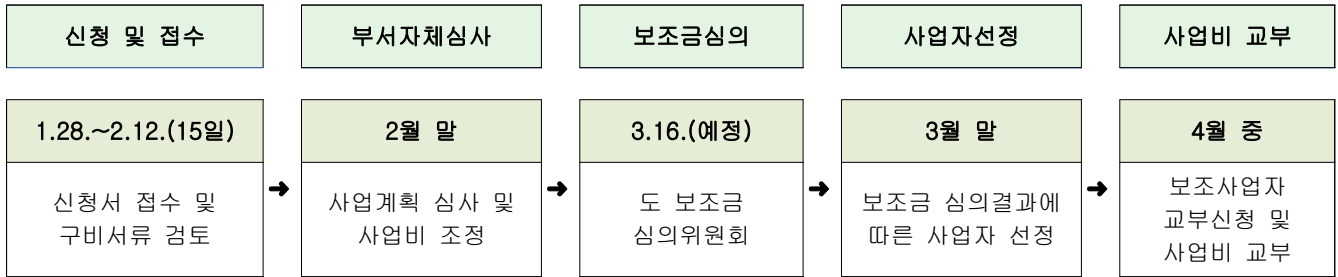 신청 및 접수
부서자체심사
보조금심의
사업자선정
사업비 교부
1.28.~2.12.(15일)
2월 말
3.16.(예정)
3월 말
4월 중
신청서 접수 및
구비서류 검토
➜
사업계획 심사 및
사업비 조정
➜
도 보조금
심의위원회
➜
보조금 심의결과에
따른 사업자 선정
➜
보조사업자
교부신청 및
사업비 교부